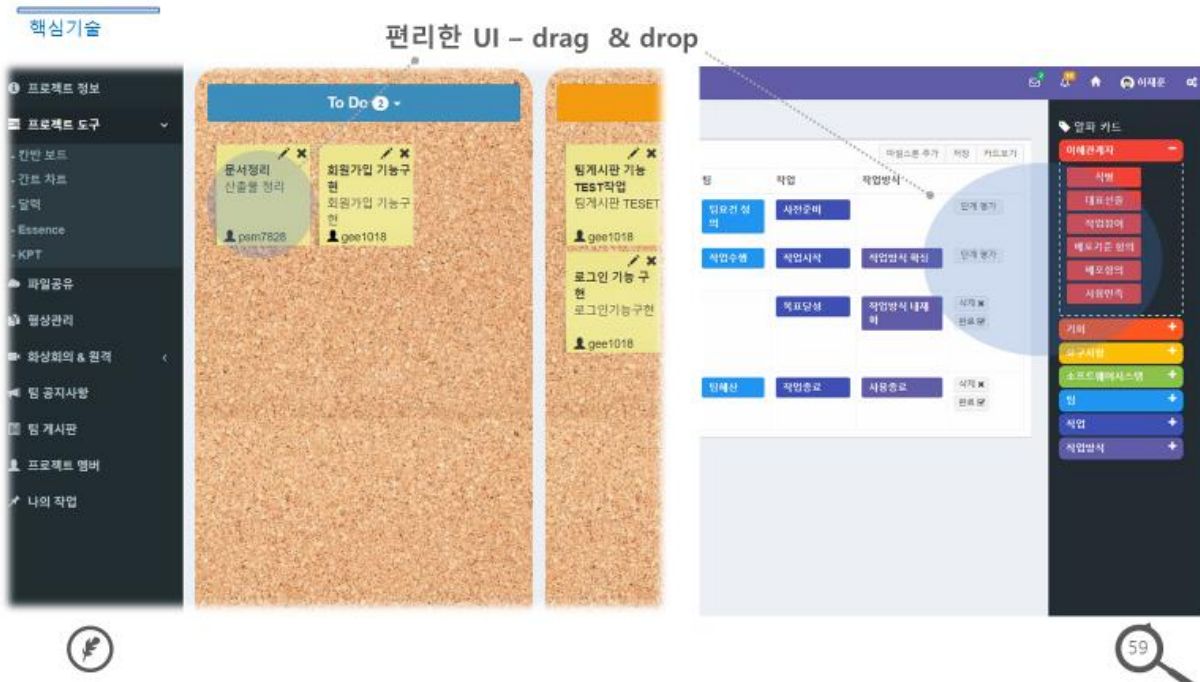 핵심기술
편리한 UI – drag & drop
프로젝트 정보
프로젝트 도구
- 칸반 보드
- 간트 차트
- 달력
- Essence
- KPT
파일공유
형상관리
화상회의 & 원격
팀 공지사항
팀 게시판
프로젝트 멤버
나의 작업
To Do 2
문서정리
산출물 정리
psm7828
회원가입 기능구
현
회원가입 기능구
현
gee1018
팀게시판 기능
TEST작업
팀게시판 TESET
gee1018
로그인 기능 구
현
로그인기능구현
gee1018
이재훈
마일스톤 추가 저장 카드보기
팀 작업 작업방식
팀요건 정
의
사전준비
단계 평가
작업수행
작업시작
작업방식 확정
단계 평가
목표달성
작업방식 내재
화
삭제
완료
팀해산
작업종료
사용종료
삭제
완료
알파 카드
이해관계자
식별
대표선출
작업참여
배포기준 합의
배포합의
사용만족
기회
요구사항
소프트웨어시스템
팀
작업
작업방식
59